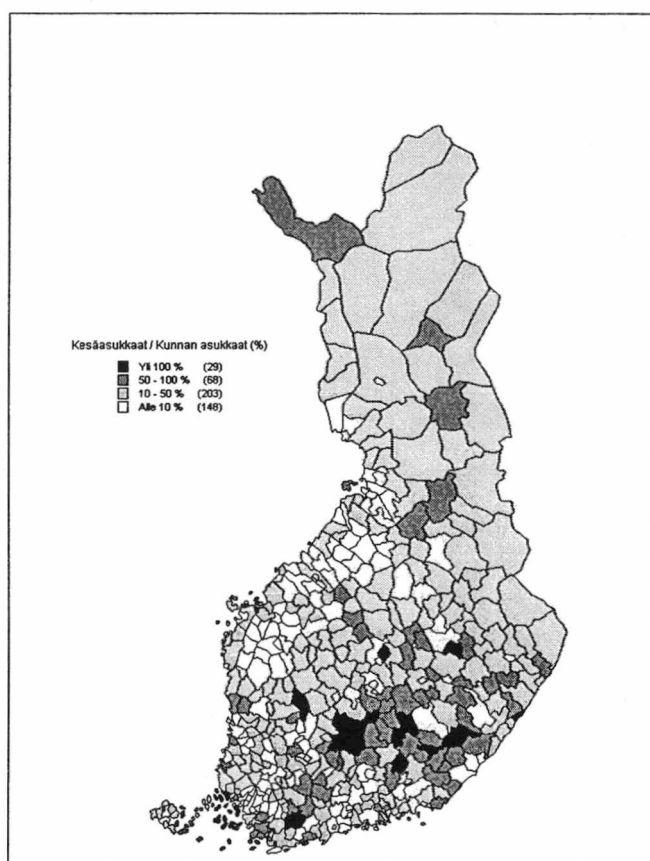 Kesäasukkaat / Kunnan asukkaat (%)
Yli 100 % (29)
50 - 100 % (68)
10 - 50 % (203)
Alle 10 % (148)